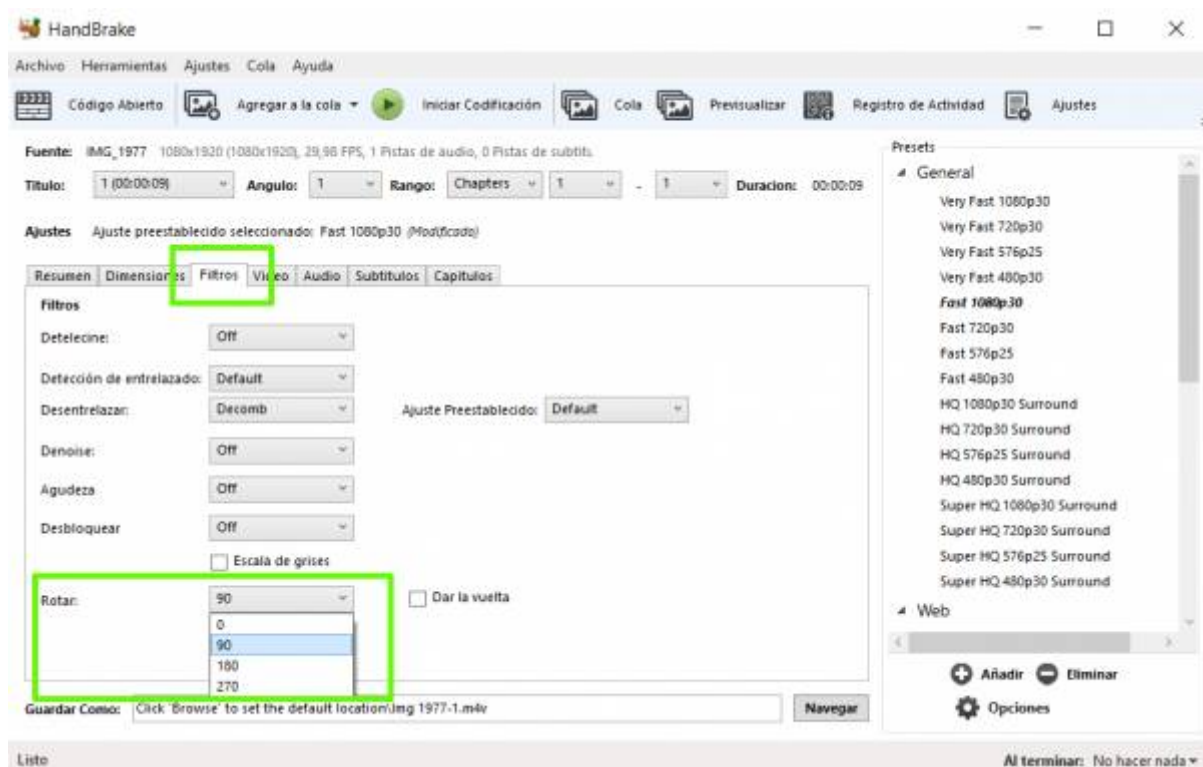 HandBrake
Archivo Herramientas Ajustes Cola Ayuda
Código Abierto Agregar a la cola Iniciar Codificación Cola Previsualizar Registro de Actividad Ajustes
Fuente: IMG_1977 1080x1920 (1080x1920), 29,98 FPS, 1 Pistas de audio, 0 Pistas de subtits.
Titulo: 1 (00:00:09) Angulo: 1 Rango: Chapters 1 - 1 Duracion: 00:00:09
Ajustes Ajuste preestablecido seleccionado: Fast 1080p30 (Modificado)
Resumen Dimensiones Filtros Video Audio Subtitulos Capitulos
Filtros
Detelecine: Off
Detección de entrelazado: Default
Desentrelazar: Decomb Ajuste Preestablecido: Default
Denoise: Off
Agudeza Off
Desbloquear Off
Escala de grises
Rotar: 90 Dar la vuelta
0
90
180
270
Guardar Como: Click 'Browse' to set the default location\Img 1977-1.m4v Navegar
Presets
General
Very Fast 1080p30
Very Fast 720p30
Very Fast 576p25
Very Fast 480p30
Fast 1080p30
Fast 720p30
Fast 576p25
Fast 480p30
HQ 1080p30 Surround
HQ 720p30 Surround
HQ 576p25 Surround
HQ 480p30 Surround
Super HQ 1080p30 Surround
Super HQ 720p30 Surround
Super HQ 576p25 Surround
Super HQ 480p30 Surround
Web
Añadir Eliminar
Opciones
Listo Al terminar: No hacer nada